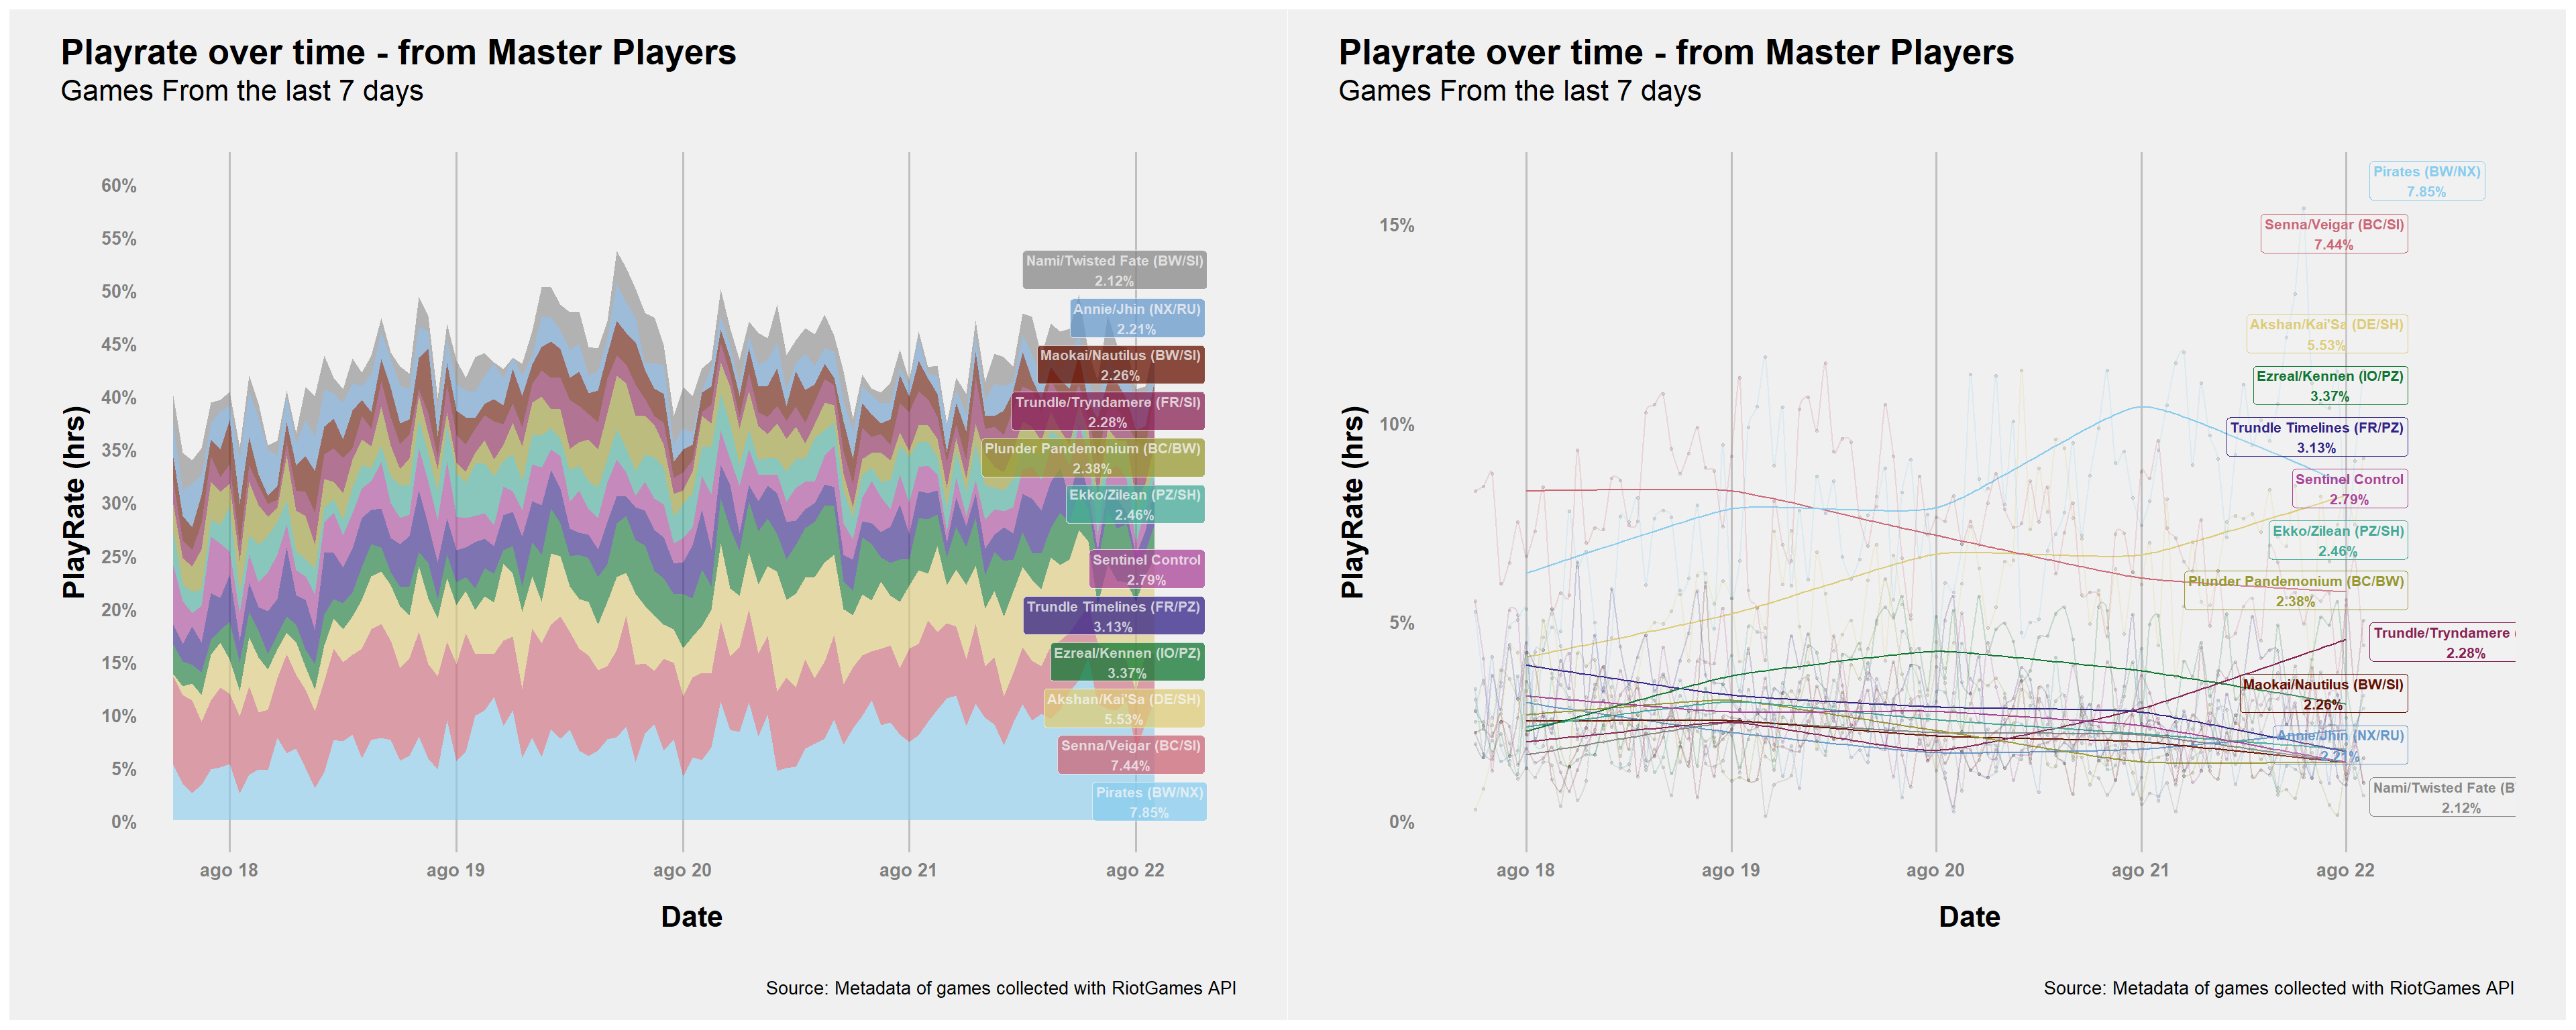 Playrate over time - from Master Players
Games From the last 7 days
PlayRate (hrs)
60%
55%
50%
45%
40%
35%
30%
25%
20%
15%
10%
5%
0%
Nami/Twisted Fate (BW/SI)
2.12%
Annie/Jhin (NX/RU)
2.21%
Maokai/Nautilus (BW/SI)
2.26%
Trundle/Tryndamere (FR/SI)
2.28%
Plunder Pandemonium (BC/BW)
2.38%
Ekko/Zilean (PZ/SH)
2.46%
Sentinel Control
2.79%
Trundle Timelines (FR/PZ)
3.13%
Ezreal/Kennen (IO/PZ)
3.37%
Akshan/Kai'Sa (DE/SH)
5.53%
Senna/Veigar (BC/SI)
7.44%
Pirates (BW/NX)
7.85%
ago 18
ago 19
ago 20
ago 21
ago 22
Date
Source: Metadata of games collected with RiotGames API
Playrate over time - from Master Players
Games From the last 7 days
PlayRate (hrs)
15%
10%
5%
0%
Pirates (BW/NX)
7.85%
Senna/Veigar (BC/SI)
7.44%
Akshan/Kai'Sa (DE/SH)
5.53%
Ezreal/Kennen (IO/PZ)
3.37%
Trundle Timelines (FR/PZ)
3.13%
Sentinel Control
2.79%
Ekko/Zilean (PZ/SH)
2.46%
Plunder Pandemonium (BC/BW)
2.38%
Trundle/Tryndamere (
2.28%
Maokai/Nautilus (BW/SI)
2.26%
Annie/Jhin (NX/RU)
2.21%
Nami/Twisted Fate (B
2.12%
ago 18
ago 19
ago 20
ago 21
ago 22
Date
Source: Metadata of games collected with RiotGames API